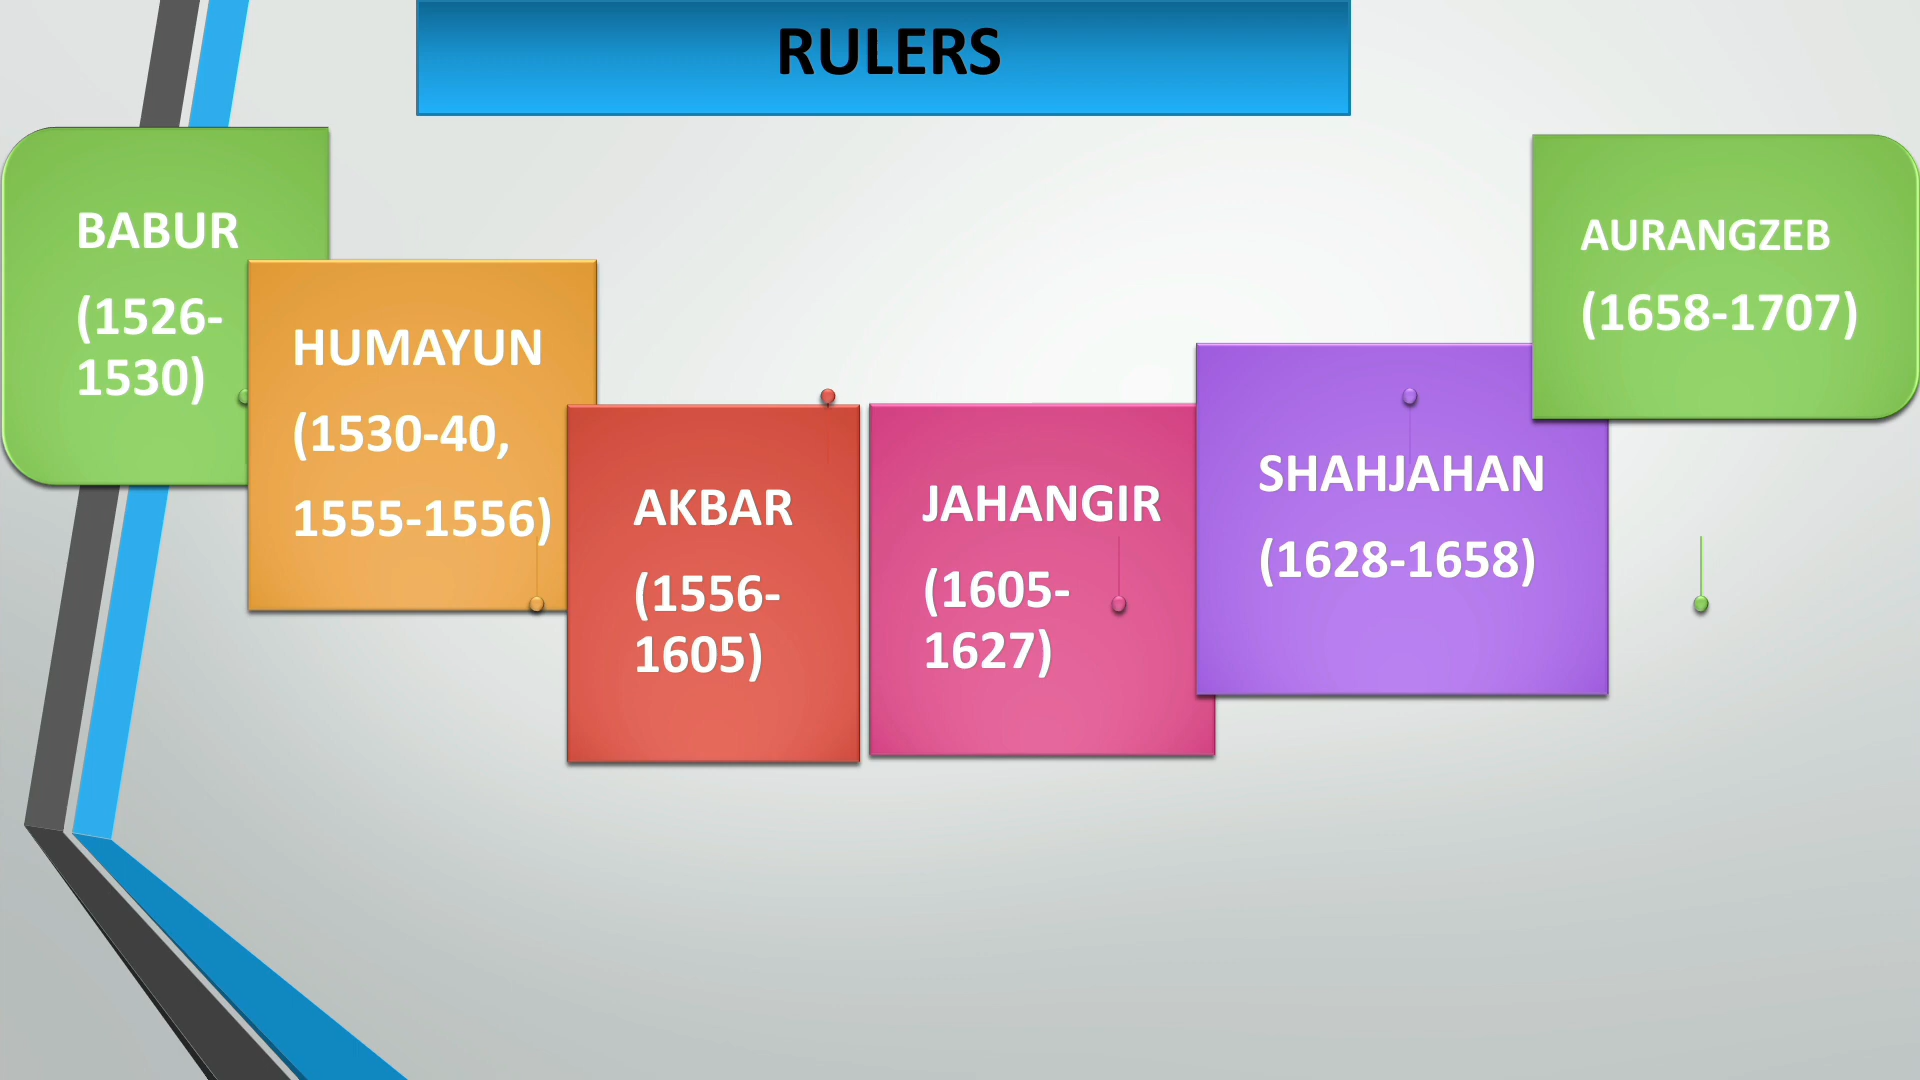 RULERS
BABUR
(1526-
1530)
HUMAYUN
(1530-40,
1555-1556)
AKBAR
(1556-
1605)
JAHANGIR
(1605-
1627)
SHAHJAHAN
(1628-1658)
AURANGZEB
(1658-1707)